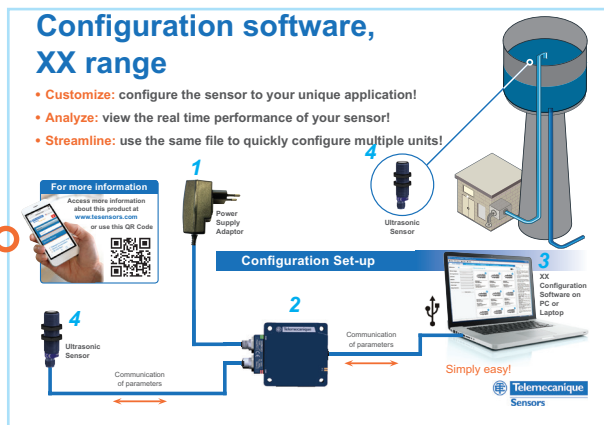 Configuration software,
XX range
• Customize: configure the sensor to your unique application!
• Analyze: view the real time performance of your sensor!
• Streamline: use the same file to quickly configure multiple units!
4
1
For more information
Access more information
about this product at
www.tesensors.com
or use this QR Code
Power
Supply
Adaptor
Ultrasonic
Sensor
Configuration Set-up
3
XX
Configuration
Software on
PC or
Laptop
2
4
Ultrasonic
Sensor
Telemecanique
Communication
of parameters
Communication
of parameters
Simply easy!
Telemecanique
Sensors